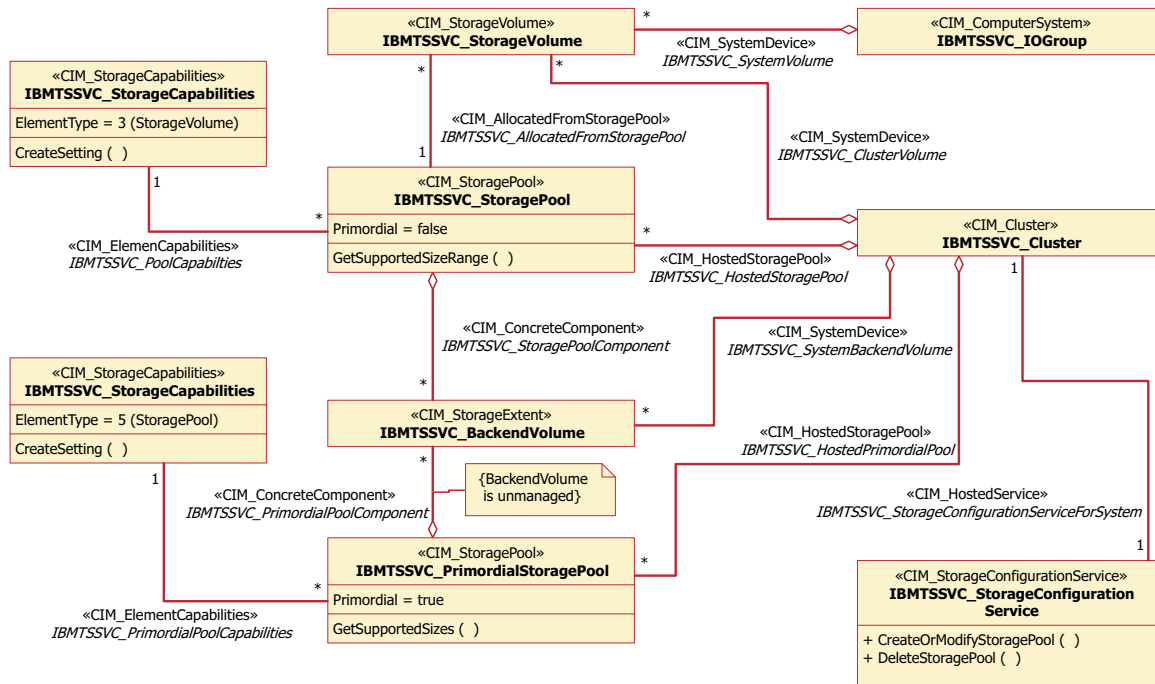 «CIM_StorageVolume»
IBMTSSVC_StorageVolume
*
*
*
«CIM_SystemDevice»
IBMTSSVC_SystemVolume
«CIM_ComputerSystem»
IBMTSSVC_IOGroup
«CIM_StorageCapabilities»
IBMTSSVC_StorageCapabilities
ElementType = 3 (StorageVolume)
CreateSetting ( )
1
«CIM_AllocatedFromStoragePool»
IBMTSSVC_AllocatedFromStoragePool
1
«CIM_SystemDevice»
IBMTSSVC_ClusterVolume
«CIM_StoragePool»
IBMTSSVC_StoragePool
Primordial = false
GetSupportedSizeRange ( )
*
*
«CIM_ElemenCapabilities»
IBMTSSVC_PoolCapabilties
«CIM_Cluster»
IBMTSSVC_Cluster
«CIM_HostedStoragePool»
IBMTSSVC_HostedStoragePool
1
«CIM_ConcreteComponent»
IBMTSSVC_StoragePoolComponent
«CIM_SystemDevice»
IBMTSSVC_SystemBackendVolume
*
*
«CIM_StorageCapabilities»
IBMTSSVC_StorageCapabilities
ElementType = 5 (StoragePool)
CreateSetting ( )
1
«CIM_StorageExtent»
IBMTSSVC_BackendVolume
*
«CIM_HostedStoragePool»
IBMTSSVC_HostedPrimordialPool
{BackendVolume
is unmanaged}
«CIM_ConcreteComponent»
IBMTSSVC_PrimordialPoolComponent
«CIM_HostedService»
IBMTSSVC_StorageConfigurationServiceForSystem
1
«CIM_StoragePool»
IBMTSSVC_PrimordialStoragePool
Primordial = true
GetSupportedSizes ( )
*
*
«CIM_ElementCapabilities»
IBMTSSVC_PrimordialPoolCapabilities
«CIM_StorageConfigurationService»
IBMTSSVC_StorageConfiguration
Service
+ CreateOrModifyStoragePool ( )
+ DeleteStoragePool ( )